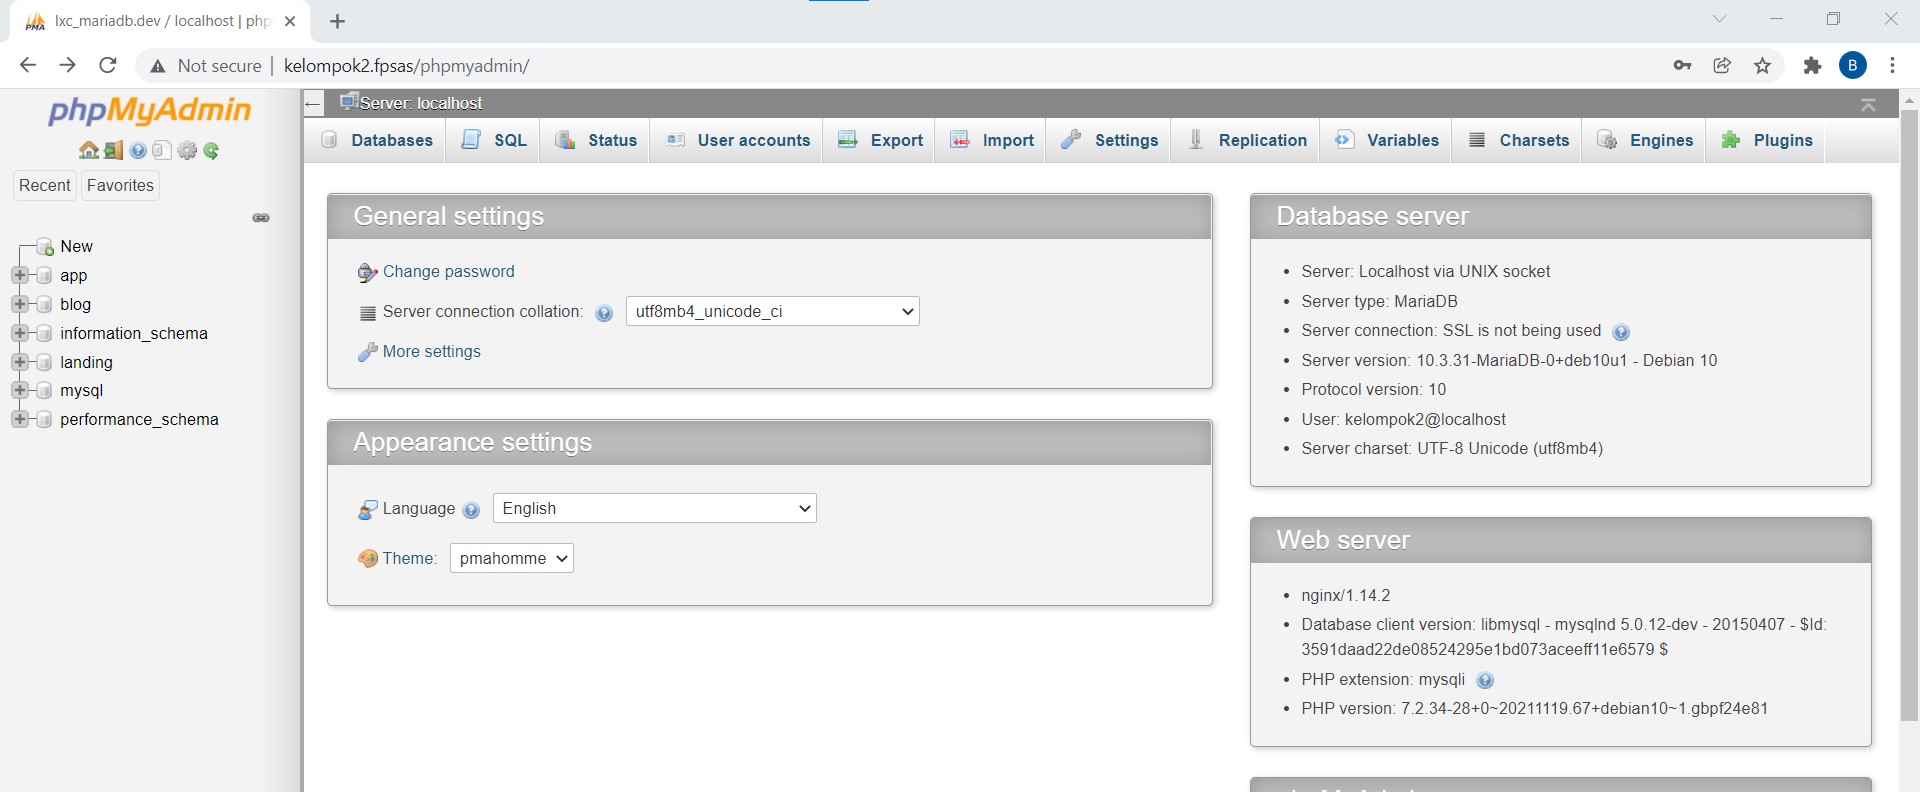 lxc_mariadb.dev / localhost | php
Not secure | kelompok2.fpsas/phpmyadmin/
B
phpMyAdmin
Recent
Favorites
New
app
blog
information_schema
landing
mysql
performance_schema
Server: localhost
Databases
SQL
Status
User accounts
Export
Import
Settings
Replication
Variables
Charsets
Engines
Plugins
General settings
Change password
Server connection collation:
utf8mb4_unicode_ci
More settings
Appearance settings
Language
English
Theme:
pmahomme
Database server
Server: Localhost via UNIX socket
Server type: MariaDB
Server connection: SSL is not being used
Server version: 10.3.31-MariaDB-0+deb10u1 - Debian 10
Protocol version: 10
User: kelompok2@localhost
Server charset: UTF-8 Unicode (utf8mb4)
Web server
nginx/1.14.2
Database client version: libmysql - mysqlnd 5.0.12-dev - 20150407 - $Id:
3591daad22de08524295e1bd073aceeff11e6579 $
PHP extension: mysqli
PHP version: 7.2.34-28+0~20211119.67+debian10~1.gbpf24e81